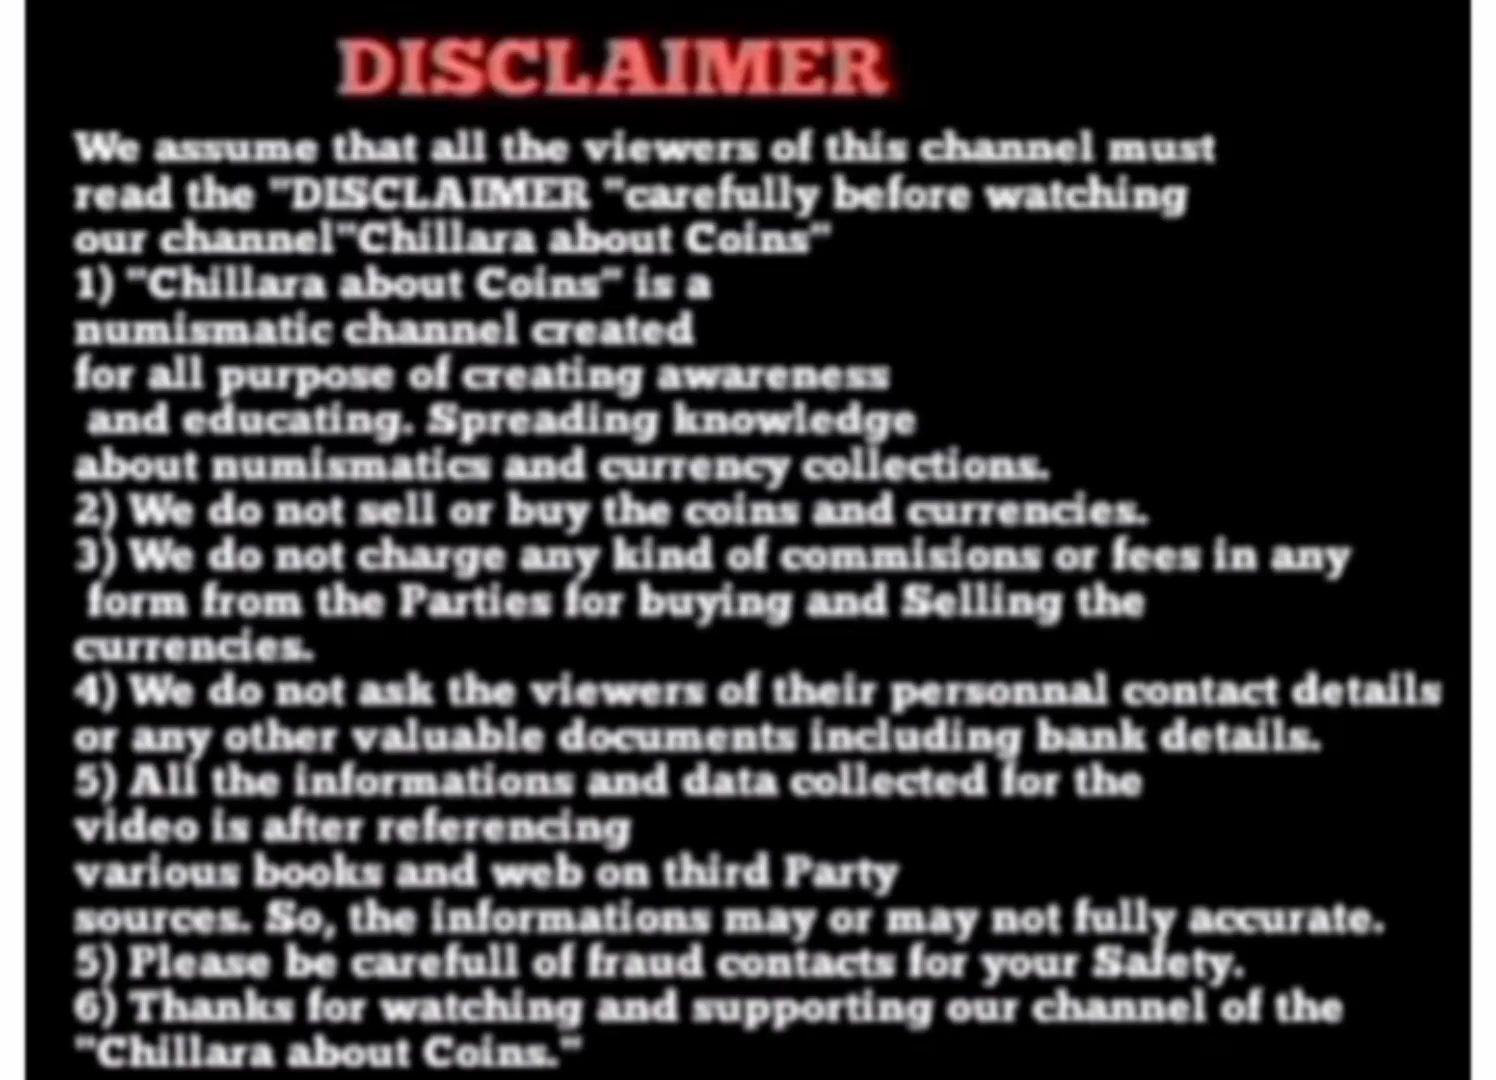 DISCLAIMER
We assume that all the viewers of this channel must
read the "DISCLAIMER "carefully before watching
our channel"Chillara about Coins"
1) "Chillara about Coins" is a
numismatic channel created
for all purpose of creating awareness
and educating. Spreading knowledge
about numismatics and currency collections.
2) We do not sell or buy the coins and currencies.
3) We do not charge any kind of commisions or fees in any
form from the Parties for buying and Selling the
currencies.
4) We do not ask the viewers of their personnal contact details
or any other valuable documents including bank details.
5) All the informations and data collected for the
video is after referencing
various books and web on third Party
sources. So, the informations may or may not fully accurate.
5) Please be carefull of fraud contacts for your Safety.
6) Thanks for watching and supporting our channel of the
"Chillara about Coins."